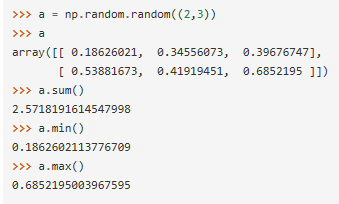 >>> a = np.random.random((2,3))
>>> a
array([[ 0.18626021,  0.34556073,  0.39676747],
       [ 0.53881673,  0.41919451,  0.6852195 ]])
>>> a.sum()
2.5718191614547998
>>> a.min()
0.1862602113776709
>>> a.max()
0.6852195003967595